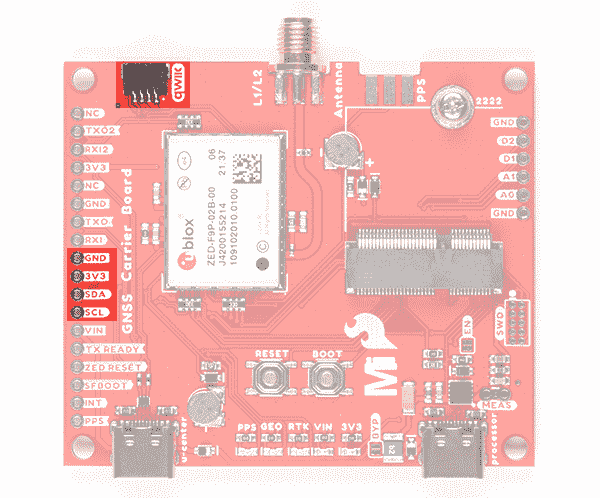 QWIIC
L1/L2
Antenna
PPS
2222
NC
TXO2
RXI2
3V3
NC
GND
TXO
RXI
GND
3V3
SDA
SCL
VIN
TX READY
ZED RESET
SFBOOT
INT
PPS
GNSS Carrier Board
06
21.37
ublox
ZED-F9P-02B-00
J4200155214
109102010.0100
GND
D2
D1
A1
A0
GND
SWD
EN
MEAS
RESET
BOOT
M
PPS
GEO
RTK
VIN
3V3
BYP
u-center
processor